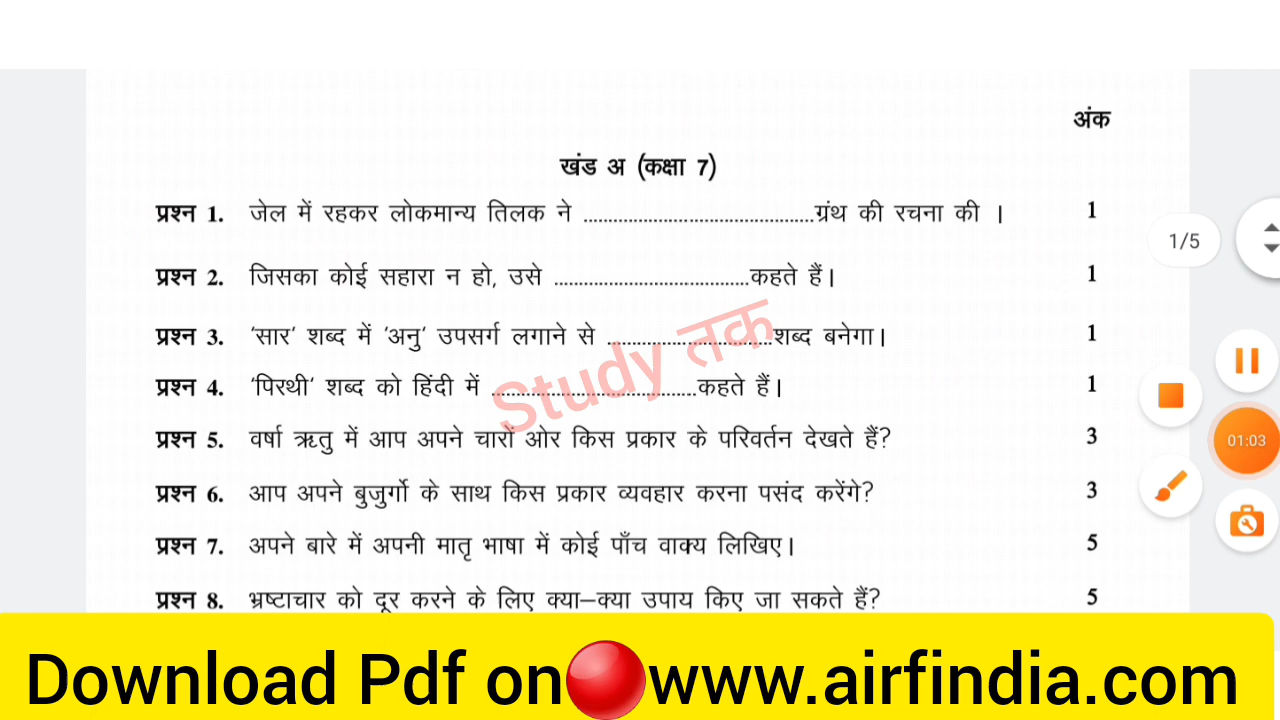 अंक
खंड अ (कक्षा 7)
प्रश्न 1. जेल में रहकर लोकमान्य तिलक ने ........................................ग्रंथ की रचना की । 1
1/5
प्रश्न 2. जिसका कोई सहारा न हो, उसे ........................................कहते हैं। 1
प्रश्न 3. ‘सार’ शब्द में ‘अनु’ उपसर्ग लगाने से .................................शब्द बनेगा। 1
Study तक
प्रश्न 4. ‘पिरथी’ शब्द को हिंदी में ........................................कहते हैं। 1
प्रश्न 5. वर्षा ऋतु में आप अपने चारों ओर किस प्रकार के परिवर्तन देखते हैं? 3
01:03
प्रश्न 6. आप अपने बुजुर्गो के साथ किस प्रकार व्यवहार करना पसंद करेंगे? 3
प्रश्न 7. अपने बारे में अपनी मातृ भाषा में कोई पाँच वाक्य लिखिए। 5
प्रश्न 8. भ्रष्टाचार को दूर करने के लिए क्या–क्या उपाय किए जा सकते हैं? 5
Download Pdf on www.airfindia.com